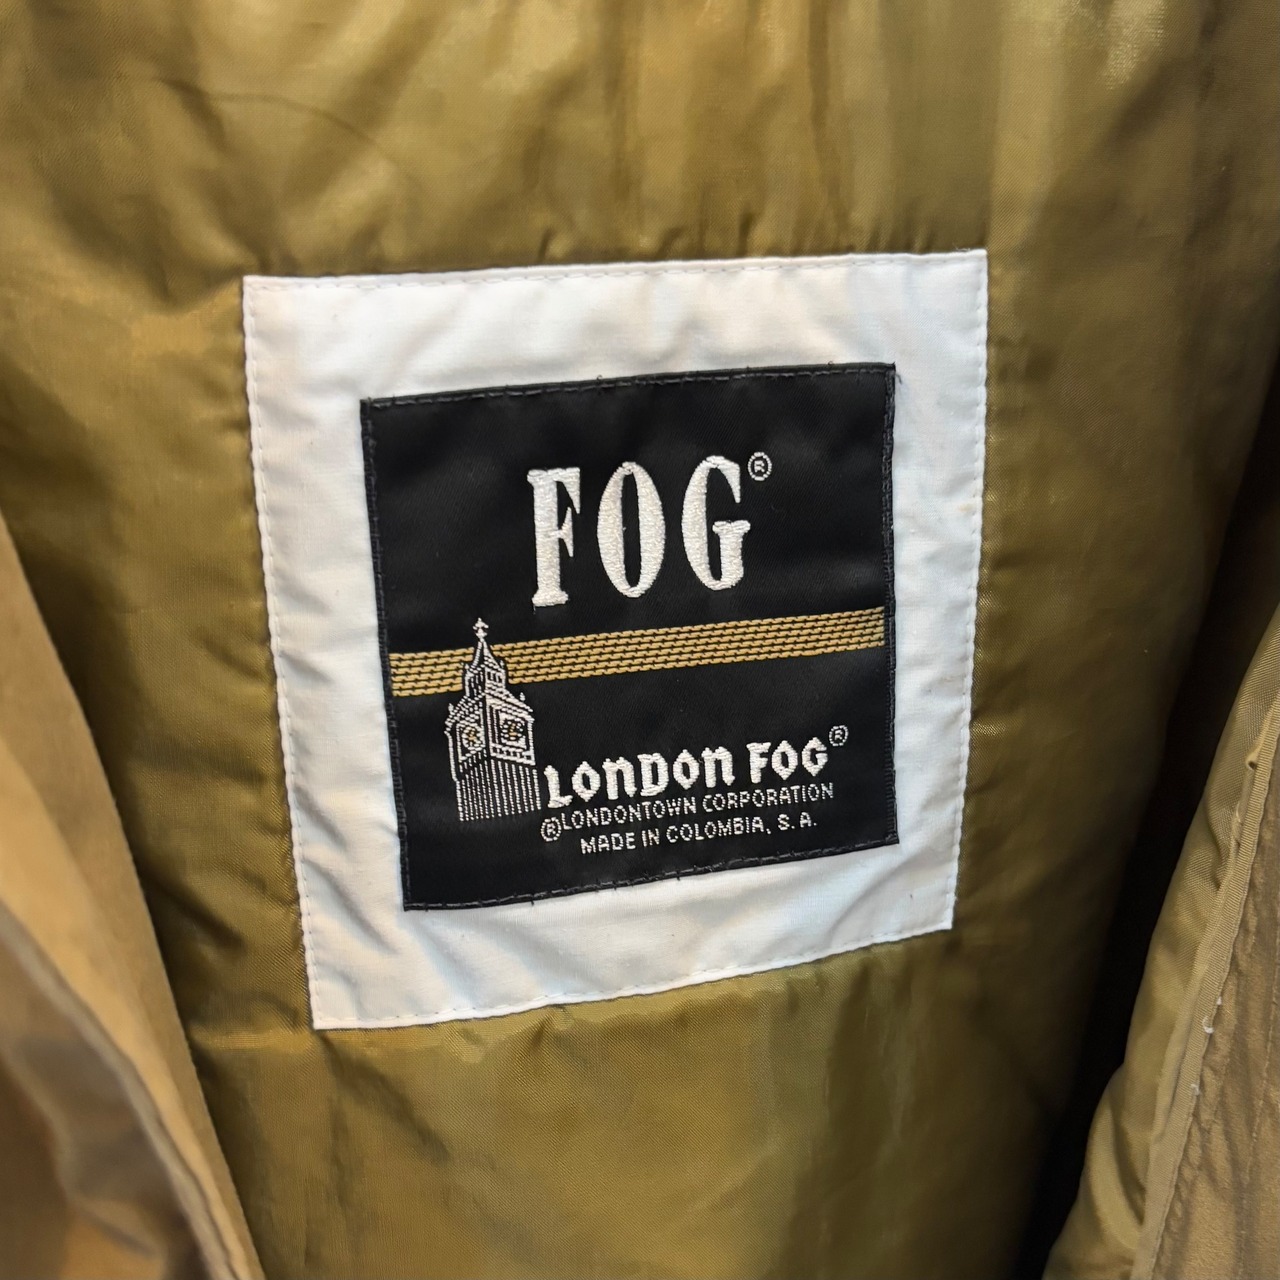 FOG®
LONDON FOG®
®LONDONTOWN CORPORATION
MADE IN COLOMBIA, S.A.